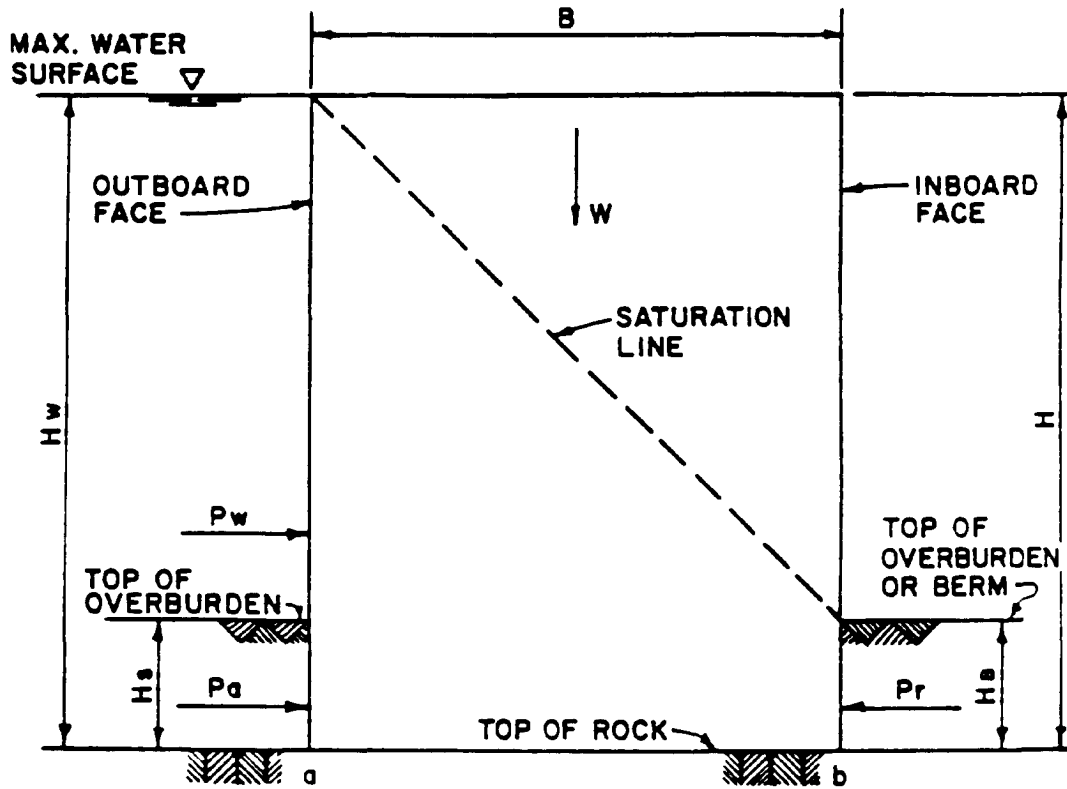 B
MAX. WATER
SURFACE
OUTBOARD
FACE
W
INBOARD
FACE
SATURATION
LINE
Hw
H
Pw
TOP OF
OVERBURDEN
TOP OF
OVERBURDEN
OR BERM
Hs
Pa
Pr
Hs
TOP OF ROCK
a
b